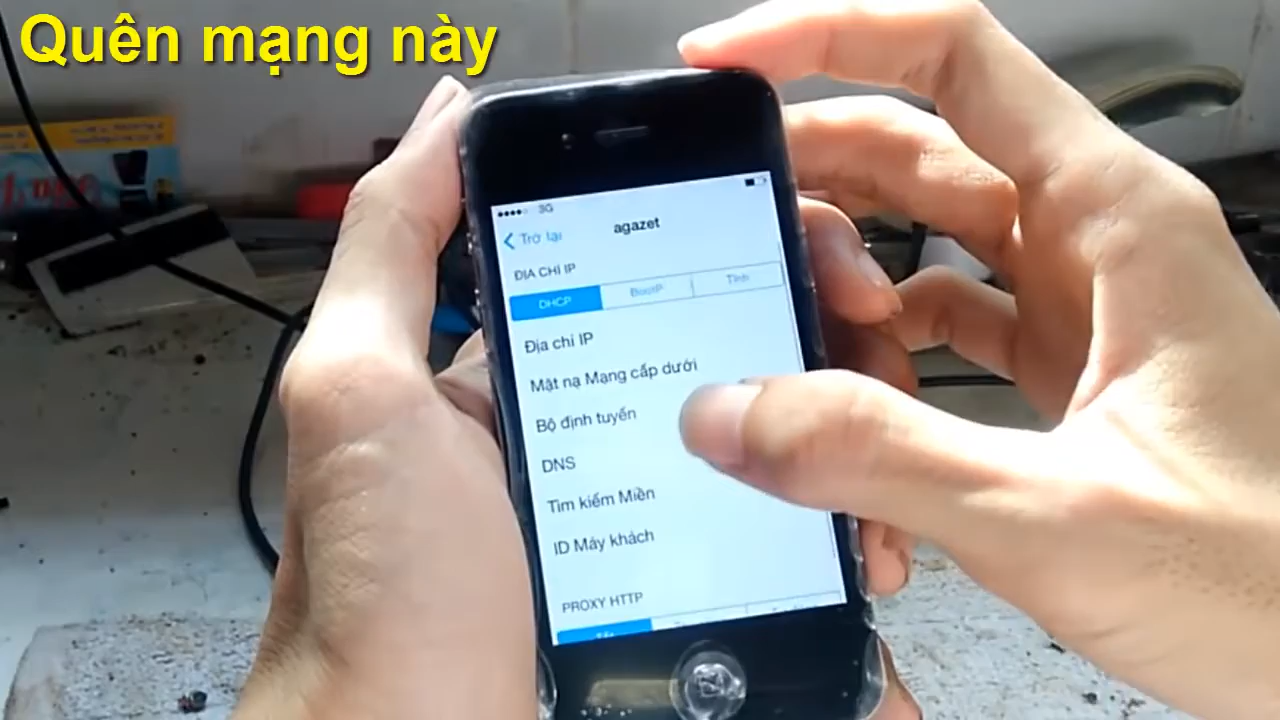 Quên mạng này
3G
Trở lại
agazet
ĐỊA CHỈ IP
DHCP
BootP
Tĩnh
Địa chỉ IP
Mặt nạ Mạng cấp dưới
Bộ định tuyến
DNS
Tìm kiếm Miền
ID Máy khách
PROXY HTTP
Tắt